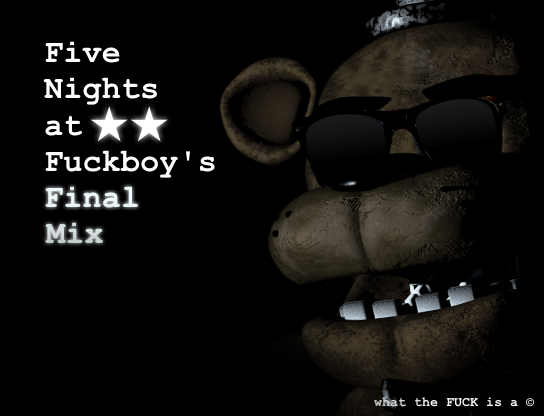 Five
Nights
at ★★
Fuckboy's
Final
Mix
what the FUCK is a ©